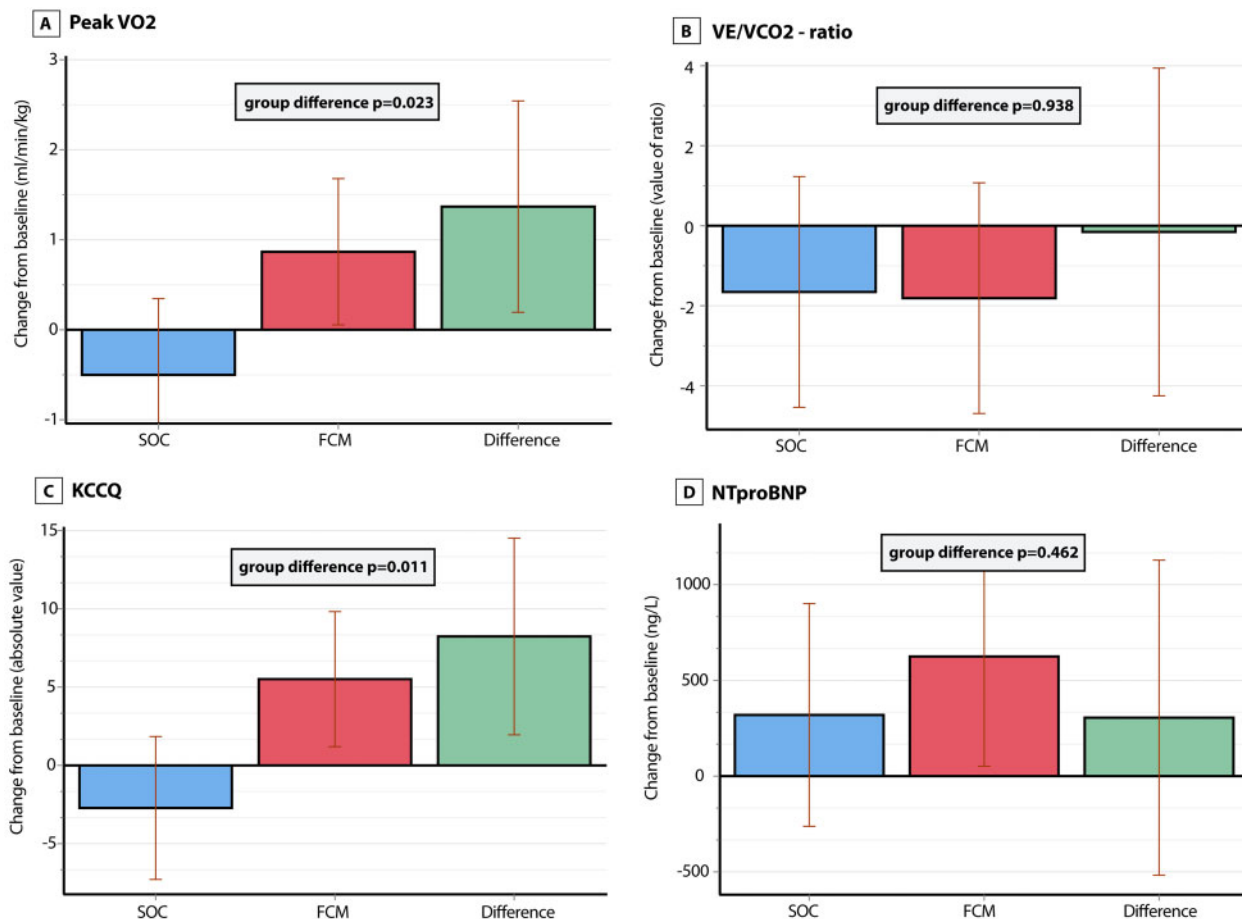 A Peak VO2
Change from baseline (ml/min/kg)
3
2
1
0
-1
group difference p=0.023
SOC FCM Difference
B VE/VCO2 - ratio
Change from baseline (value of ratio)
4
2
0
-2
-4
group difference p=0.938
SOC FCM Difference
C KCCQ
Change from baseline (absolute value)
15
10
5
0
-5
group difference p=0.011
SOC FCM Difference
D NTproBNP
Change from baseline (ng/L)
1000
500
0
-500
group difference p=0.462
SOC FCM Difference